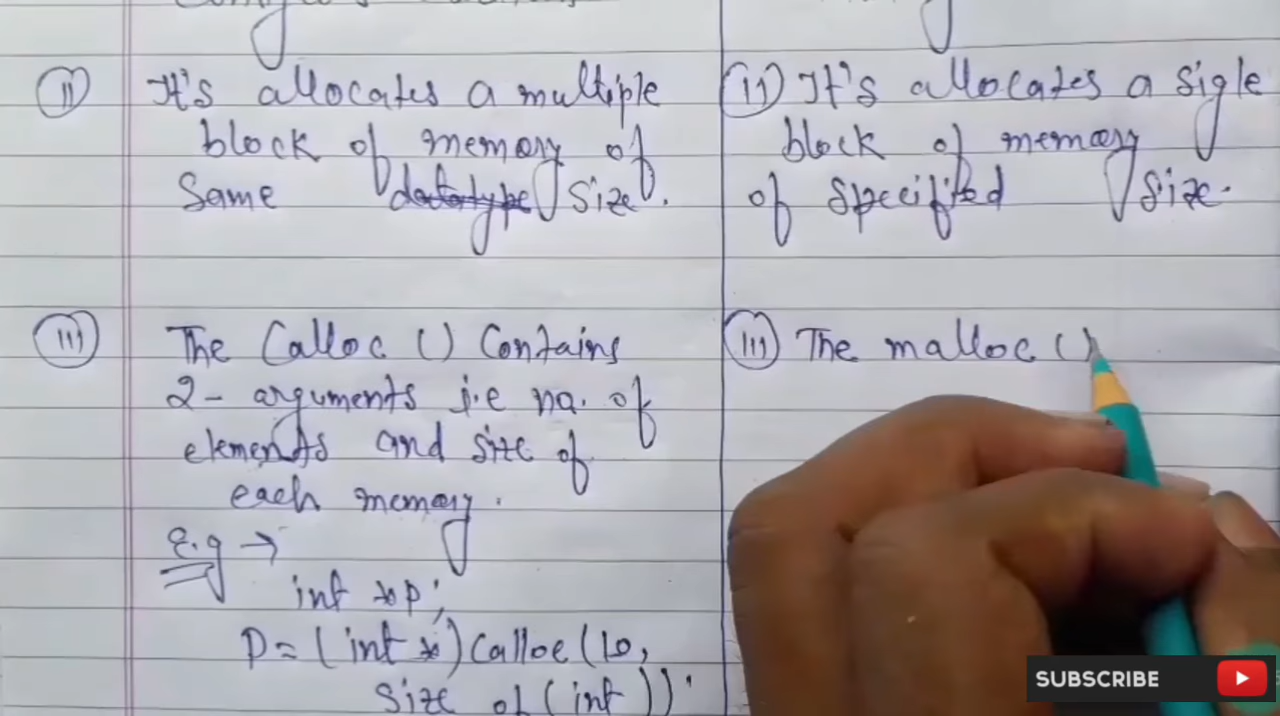 (II) It's allocates a multiple
block of memory of
Same size.
(II) It's allocates a sigle
block of memory
of specifited size.
(III) The Calloc () Contains
2- arguments i.e no. of
elements and size of
each memory.
e.g →
int *p;
P = (int *) Calloc (10,
size of (int));
(III) The malloc ()
SUBSCRIBE